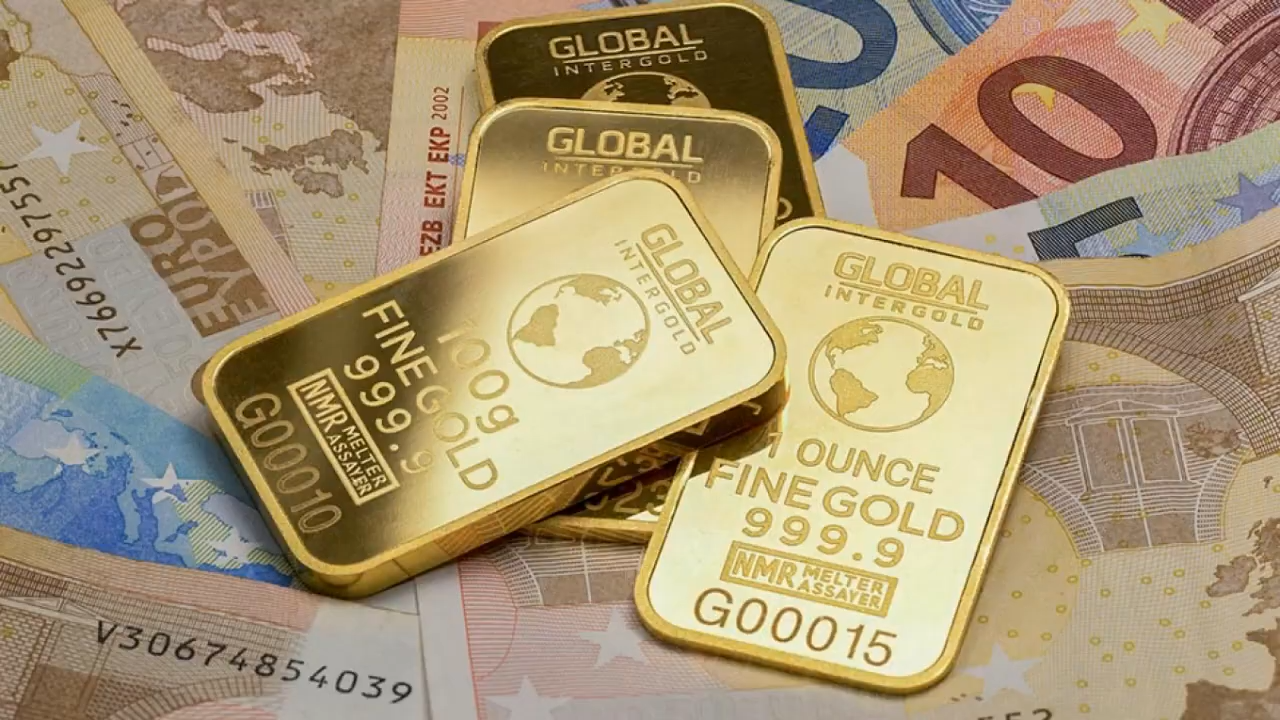 GLOBAL
INTERGOLD
GLOBAL
INTERGOLD
GLOBAL
INTERGOLD
100g
FINE GOLD
999.9
NMR MELTER
ASSAYER
G00010
GLOBAL
INTERGOLD
1 OUNCE
FINE GOLD
999.9
NMR MELTER
ASSAYER
G00015
EZB EKT EKP 2002
10
EURO
V30674854039